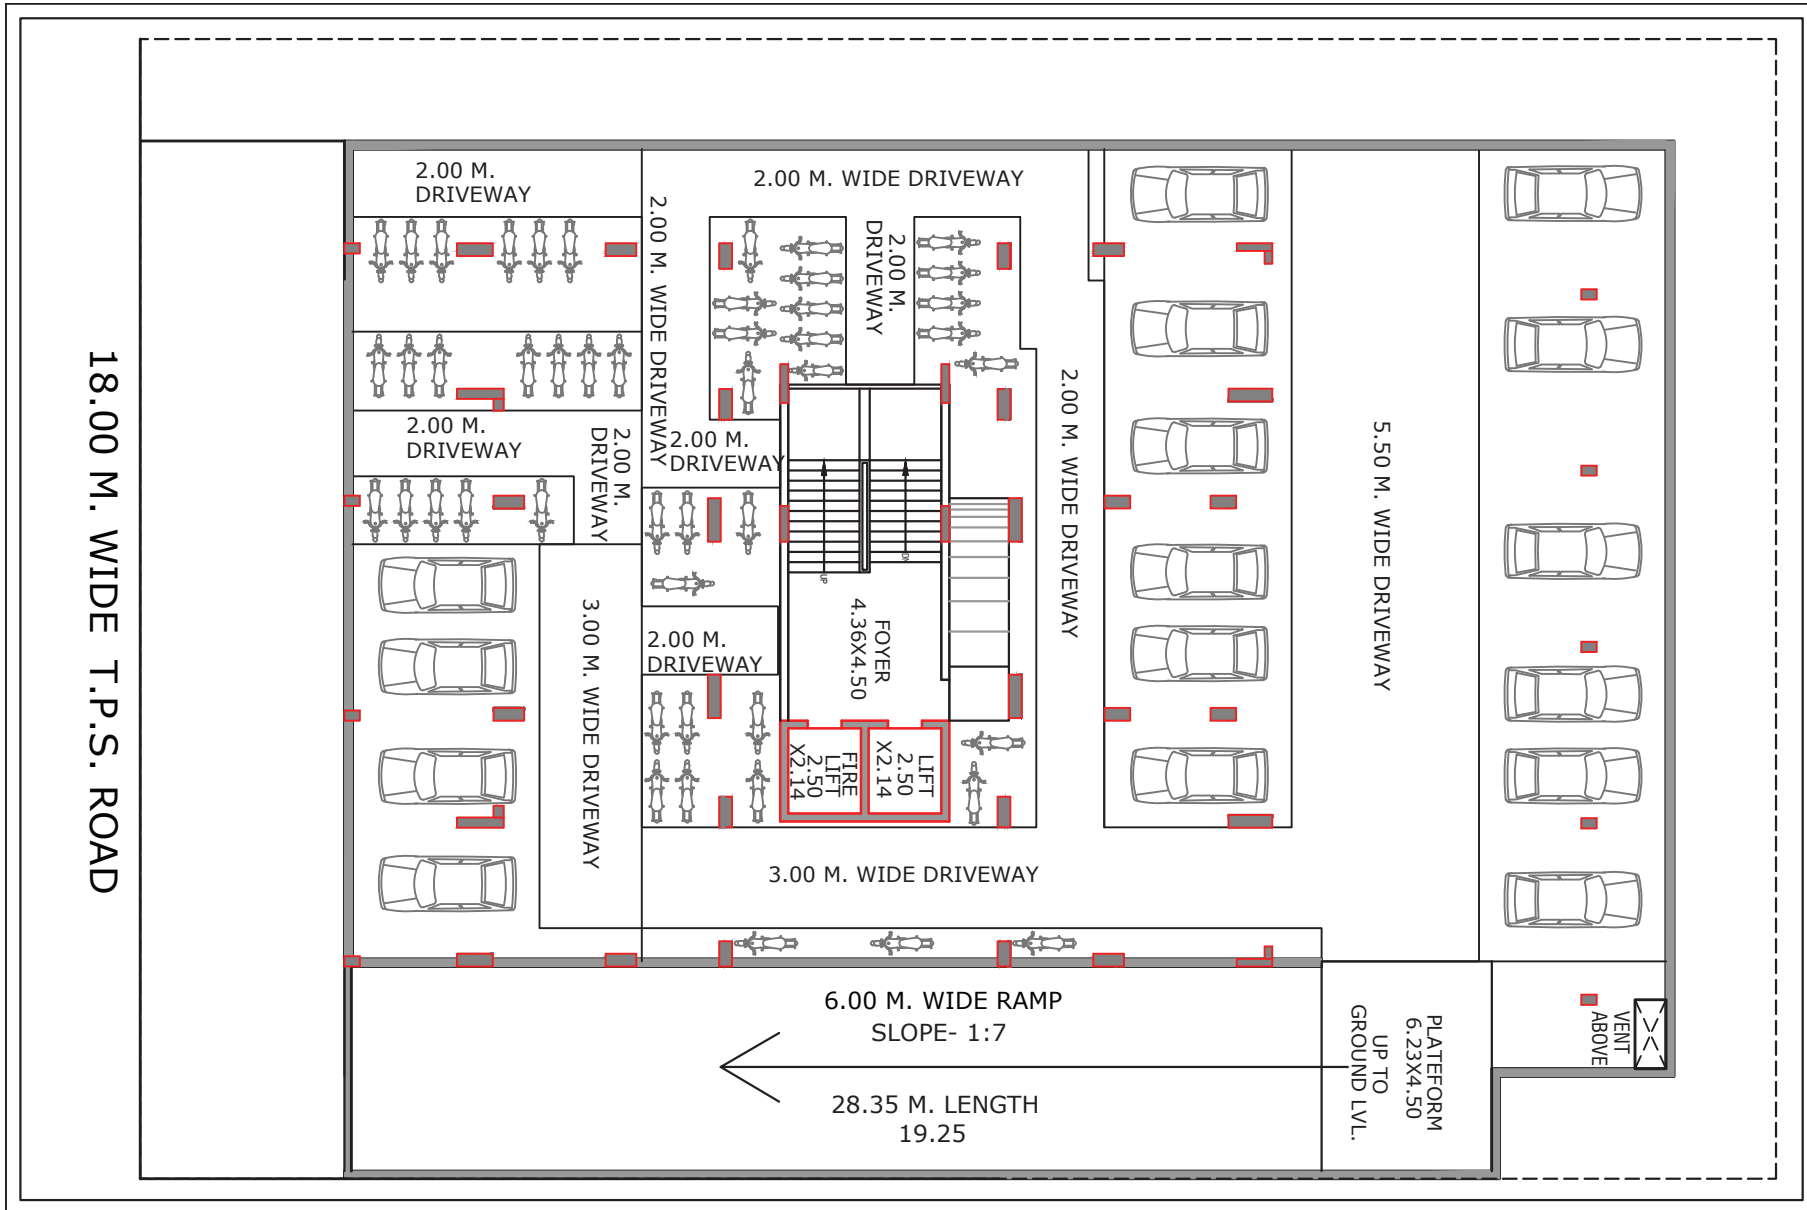 2.00 M.
DRIVEWAY
2.00 M. WIDE DRIVEWAY
2.00 M. WIDE DRIVEWAY
2.00 M.
DRIVEWAY
18.00 M. WIDE T.P.S. ROAD
2.00 M.
DRIVEWAY
2.00 M.
DRIVEWAY
2.00 M.
DRIVEWAY
2.00 M. WIDE DRIVEWAY
5.50 M. WIDE DRIVEWAY
UP
DN
3.00 M. WIDE DRIVEWAY
2.00 M.
DRIVEWAY
FOYER
4.36X4.50
FIRE
LIFT
2.50
X2.14
LIFT
2.50
X2.14
3.00 M. WIDE DRIVEWAY
6.00 M. WIDE RAMP
SLOPE- 1:7
28.35 M. LENGTH
19.25
PLATEFORM
6.23X4.50
UP TO
GROUND LVL.
VENT
ABOVE